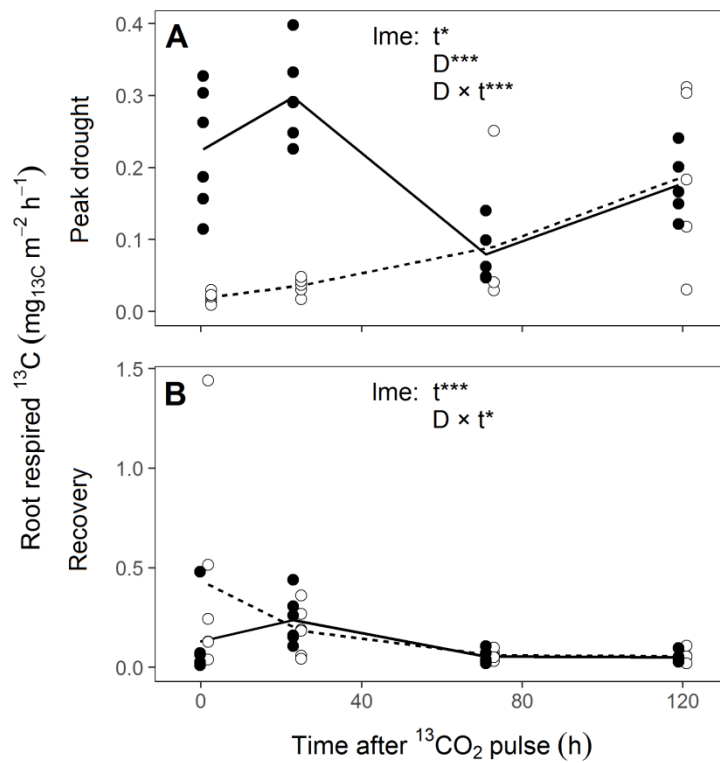 A
lme: t*
D***
D × t***
0.4
0.3
0.2
0.1
0.0
Peak drought
B
lme: t***
D × t*
1.5
1.0
0.5
0.0
Recovery
Root respired ¹³C (mg₁₃C m⁻² h⁻¹)
0 40 80 120
Time after ¹³CO₂ pulse (h)